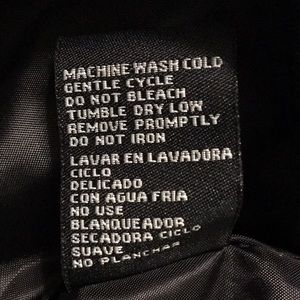 MACHINE WASH COLD
GENTLE CYCLE
DO NOT BLEACH
TUMBLE DRY LOW
REMOVE PROMPTLY
DO NOT IRON
LAVAR EN LAVADORA
CICLO
DELICADO
CON AGUA FRIA
NO USE
BLANQUEADOR
SECADORA CICLO
SUAVE
NO PLANCHAR